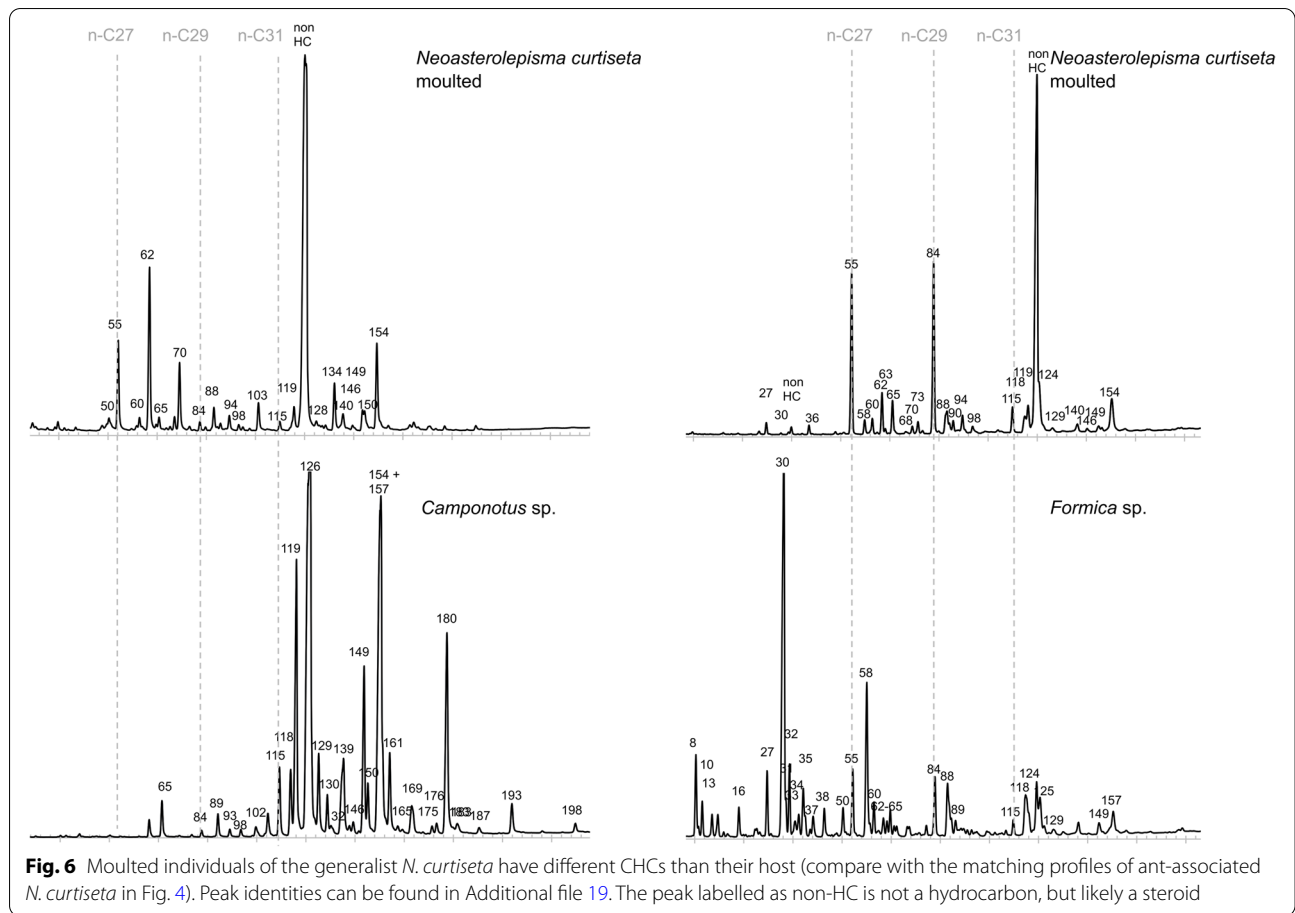 n-C27 n-C29 n-C31
non
HC
Neoasterolepisma curtiseta
moulted
62
55
70
50 60 65 84 88 94 98 103 115 119 128 134 140 146 149 150 154
n-C27 n-C29 n-C31
non
HC
Neoasterolepisma curtiseta
moulted
27
30
non
HC
36
55
58 60 62 63 65 68 70 73
84
88 90 94 98
115 118 119 124 129 140 146 149 154
Camponotus sp.
65
84 89 93 98 102
115 118 119
126
129 130 32 139 146 149 150
154 +
157
161 165 169 175 176 180 183 187 193 198
Formica sp.
8
10
13
16
27
30
32
3
34
33
35
37 38 50 55 58 60
62-65
84 88 89 115 118 124 25 129 149 157
Fig. 6 Moulted individuals of the generalist N. curtiseta have different CHCs than their host (compare with the matching profiles of ant-associated
N. curtiseta in Fig. 4). Peak identities can be found in Additional file 19. The peak labelled as non-HC is not a hydrocarbon, but likely a steroid